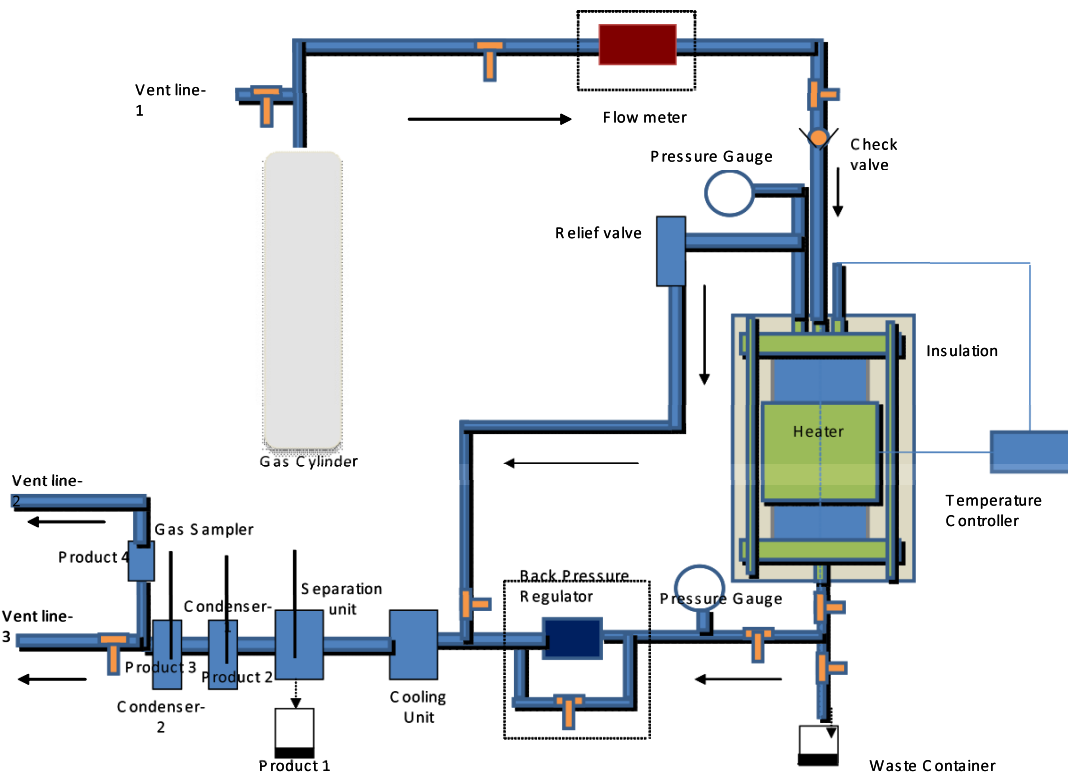 Vent line-
1
Flow meter
Check
valve
Pressure Gauge
Relief valve
Insulation
Heater
Gas Cylinder
Vent line-
2
Temperature
Controller
Gas Sampler
Product 4
Back Pressure
Regulator
Separation
unit
Pressure Gauge
Condenser-
1
Vent line-
3
Product 3
Product 2
Cooling
Unit
Condenser-
2
Product 1
Waste Container